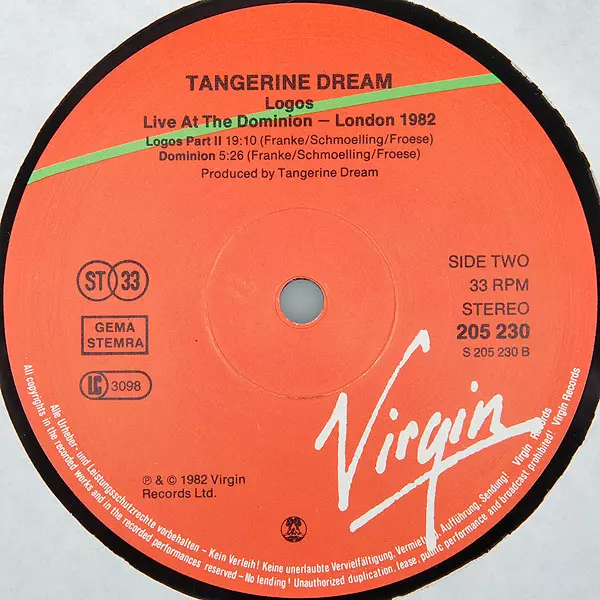 TANGERINE DREAM
Logos
Live At The Dominion — London 1982
Logos Part II 19:10 (Franke/Schmoelling/Froese)
Dominion 5:26 (Franke/Schmoelling/Froese)
Produced by Tangerine Dream
ST 33
GEMA
STEMRA
LC 3098
SIDE TWO
33 RPM
STEREO
205 230
S 205 230 B
Virgin
℗ & © 1982 Virgin
Records Ltd.
Alle Urheber- und Leistungsschutzrechte vorbehalten – Kein Verleih! Keine unerlaubte Vervielfältigung, Vermietung, Aufführung, Sendung! Virgin Records
All copyrights in the recorded works and in the recorded performances reserved – No lending! Unauthorized duplication, lease, public performance and broadcast prohibited! Virgin Records